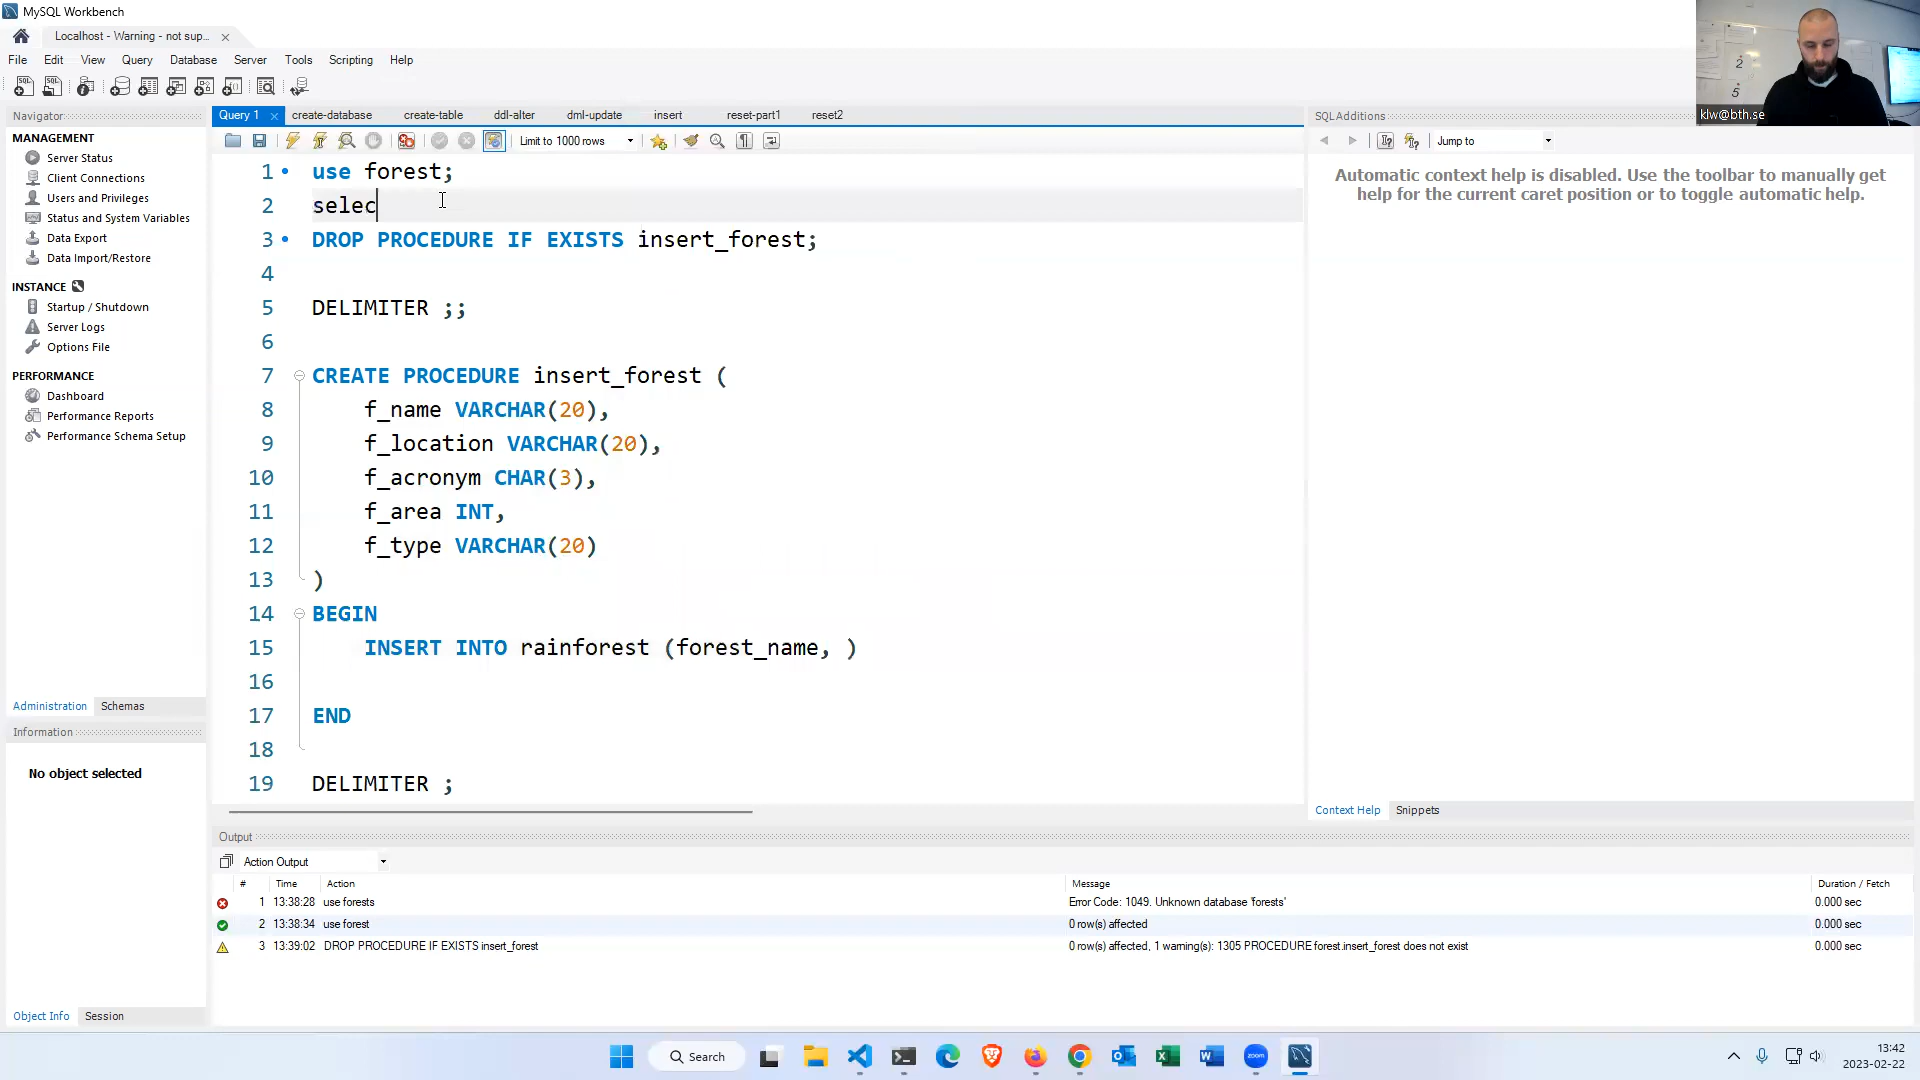 MySQL Workbench
Localhost - Warning - not sup...
File Edit View Query Database Server Tools Scripting Help
Navigator
MANAGEMENT
Server Status
Client Connections
Users and Privileges
Status and System Variables
Data Export
Data Import/Restore
INSTANCE
Startup / Shutdown
Server Logs
Options File
PERFORMANCE
Dashboard
Performance Reports
Performance Schema Setup
Administration Schemas
Information
No object selected
Object Info Session
Query 1 create-database create-table ddl-alter dml-update insert reset-part1 reset2
Limit to 1000 rows
1 use forest;
2 selec
3 DROP PROCEDURE IF EXISTS insert_forest;
4
5 DELIMITER ;;
6
7 CREATE PROCEDURE insert_forest (
8 f_name VARCHAR(20),
9 f_location VARCHAR(20),
10 f_acronym CHAR(3),
11 f_area INT,
12 f_type VARCHAR(20)
13 )
14 BEGIN
15 INSERT INTO rainforest (forest_name, )
16
17 END
18
19 DELIMITER ;
SQLAdditions
Jump to
Automatic context help is disabled. Use the toolbar to manually get
help for the current caret position or to toggle automatic help.
Context Help Snippets
2
5
klw@bth.se
Output
Action Output
# Time Action Message Duration / Fetch
1 13:38:28 use forests Error Code: 1049. Unknown database 'forests' 0.000 sec
2 13:38:34 use forest 0 row(s) affected 0.000 sec
3 13:39:02 DROP PROCEDURE IF EXISTS insert_forest 0 row(s) affected, 1 warning(s): 1305 PROCEDURE forest.insert_forest does not exist 0.000 sec
Search
zoom
13:42
2023-02-22